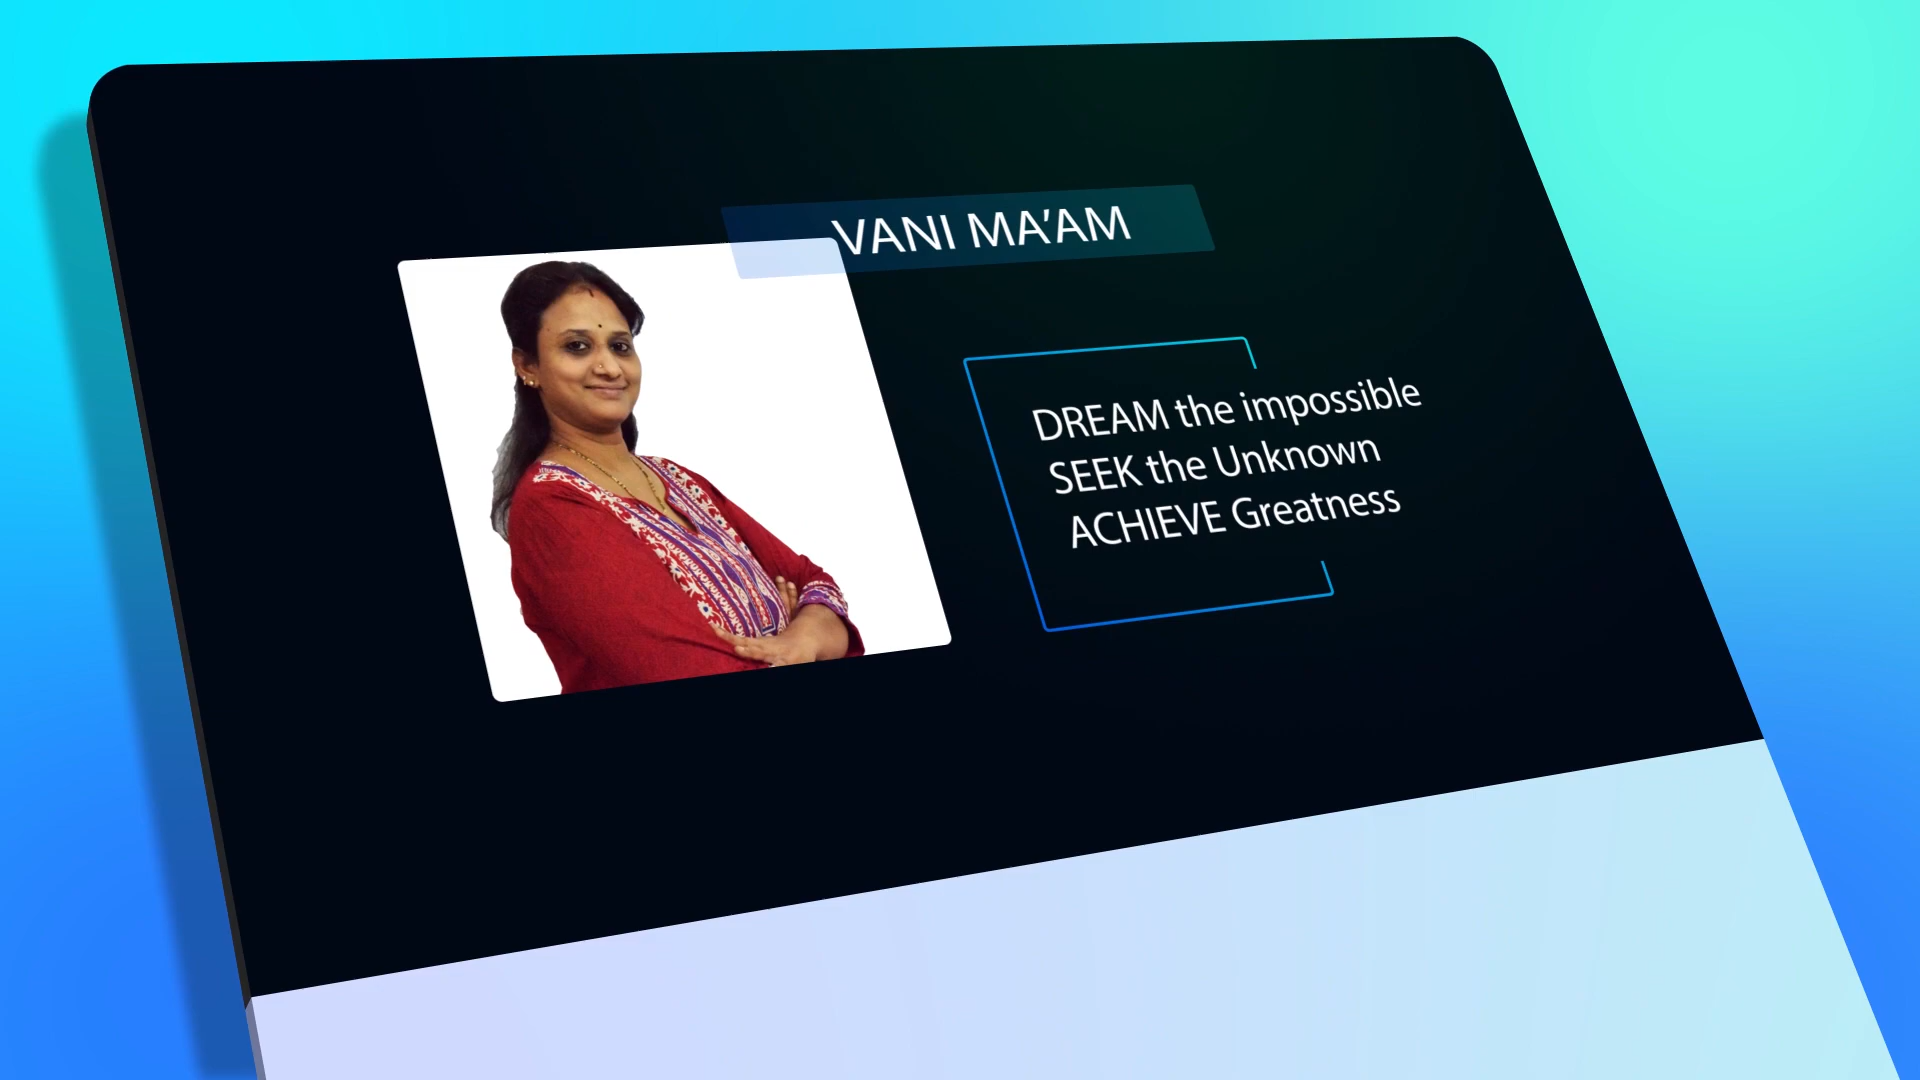 VANI MA’AM
DREAM the impossible
SEEK the Unknown
ACHIEVE Greatness